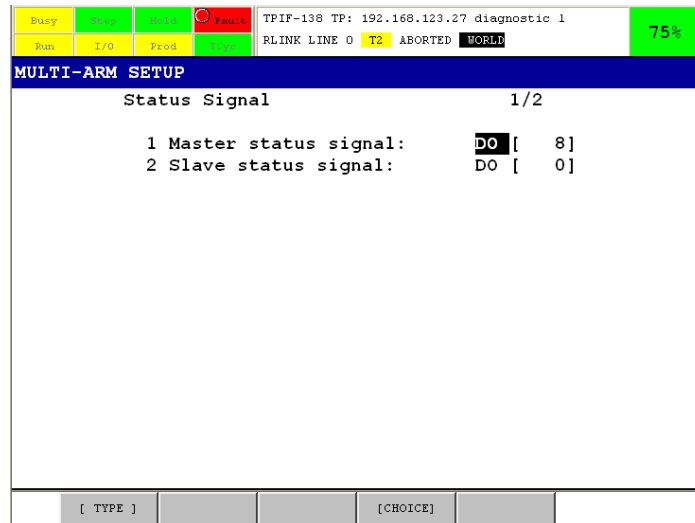 Busy Step Hold Fault
Run I/O Prod TCyc
TPIF-138 TP: 192.168.123.27 diagnostic l
RLINK LINE 0 T2 ABORTED WORLD
75%
MULTI-ARM SETUP
Status Signal 1/2
1 Master status signal: DO [ 8]
2 Slave status signal: DO [ 0]
[ TYPE ] [CHOICE]